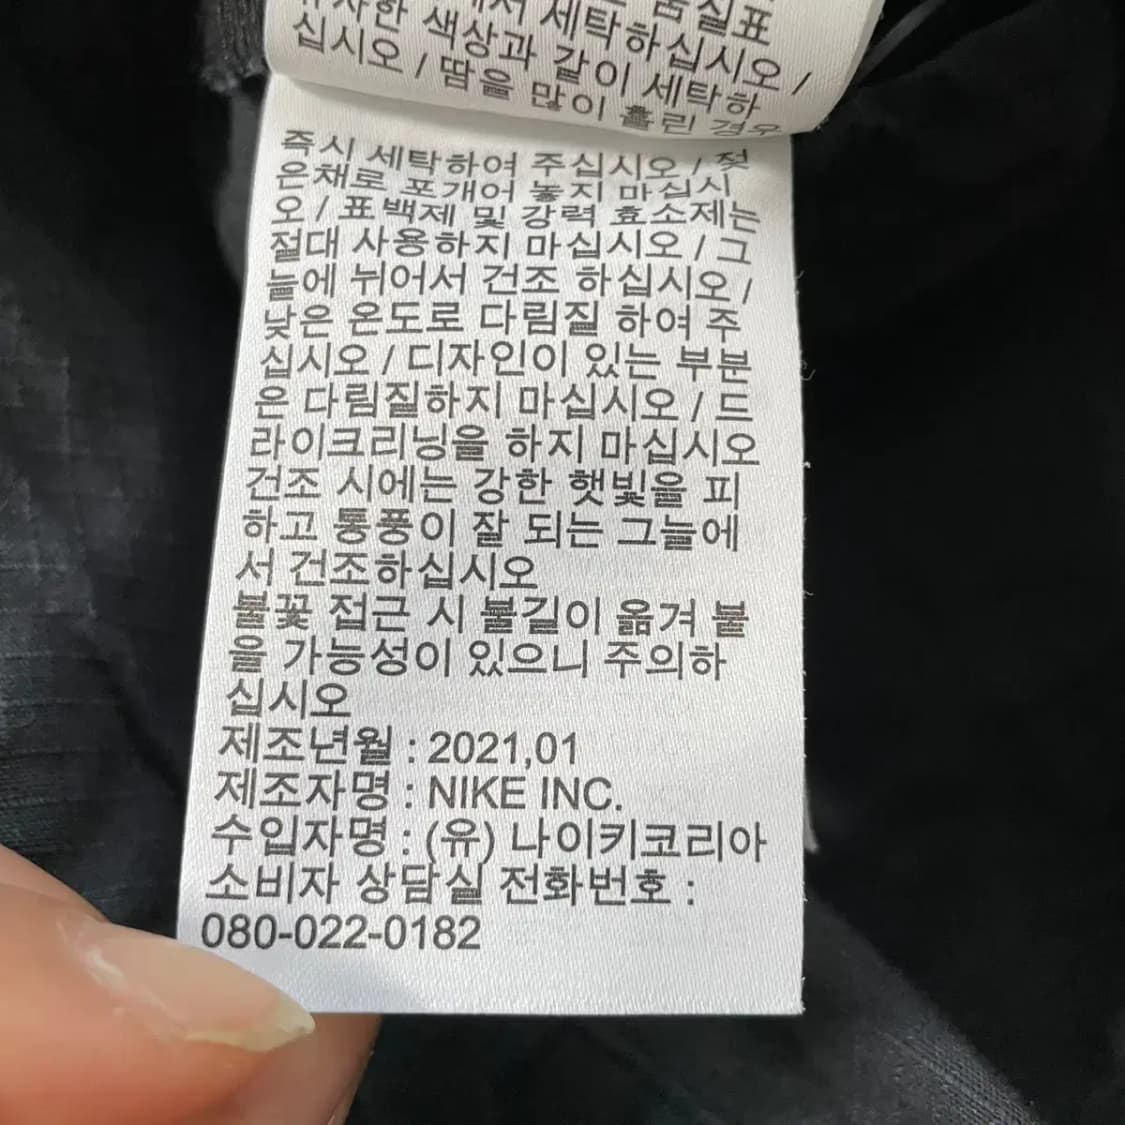 품질표
에서 세탁하십시오 /
유사한 색상과 같이 세탁하
십시오 / 땀을 많이 흘린 경우
즉시 세탁하여 주십시오 / 젖
은채로 포개어 놓지 마십시
오 / 표백제 및 강력 효소제는
절대 사용하지 마십시오 / 그
늘에 뉘어서 건조 하십시오 /
낮은 온도로 다림질 하여 주
십시오 / 디자인이 있는 부분
은 다림질하지 마십시오 / 드
라이크리닝을 하지 마십시오
건조 시에는 강한 햇빛을 피
하고 통풍이 잘 되는 그늘에
서 건조하십시오
불꽃 접근 시 불길이 옮겨 붙
을 가능성이 있으니 주의하
십시오
제조년월 : 2021,01
제조자명 : NIKE INC.
수입자명 : (유) 나이키코리아
소비자 상담실 전화번호 :
080-022-0182